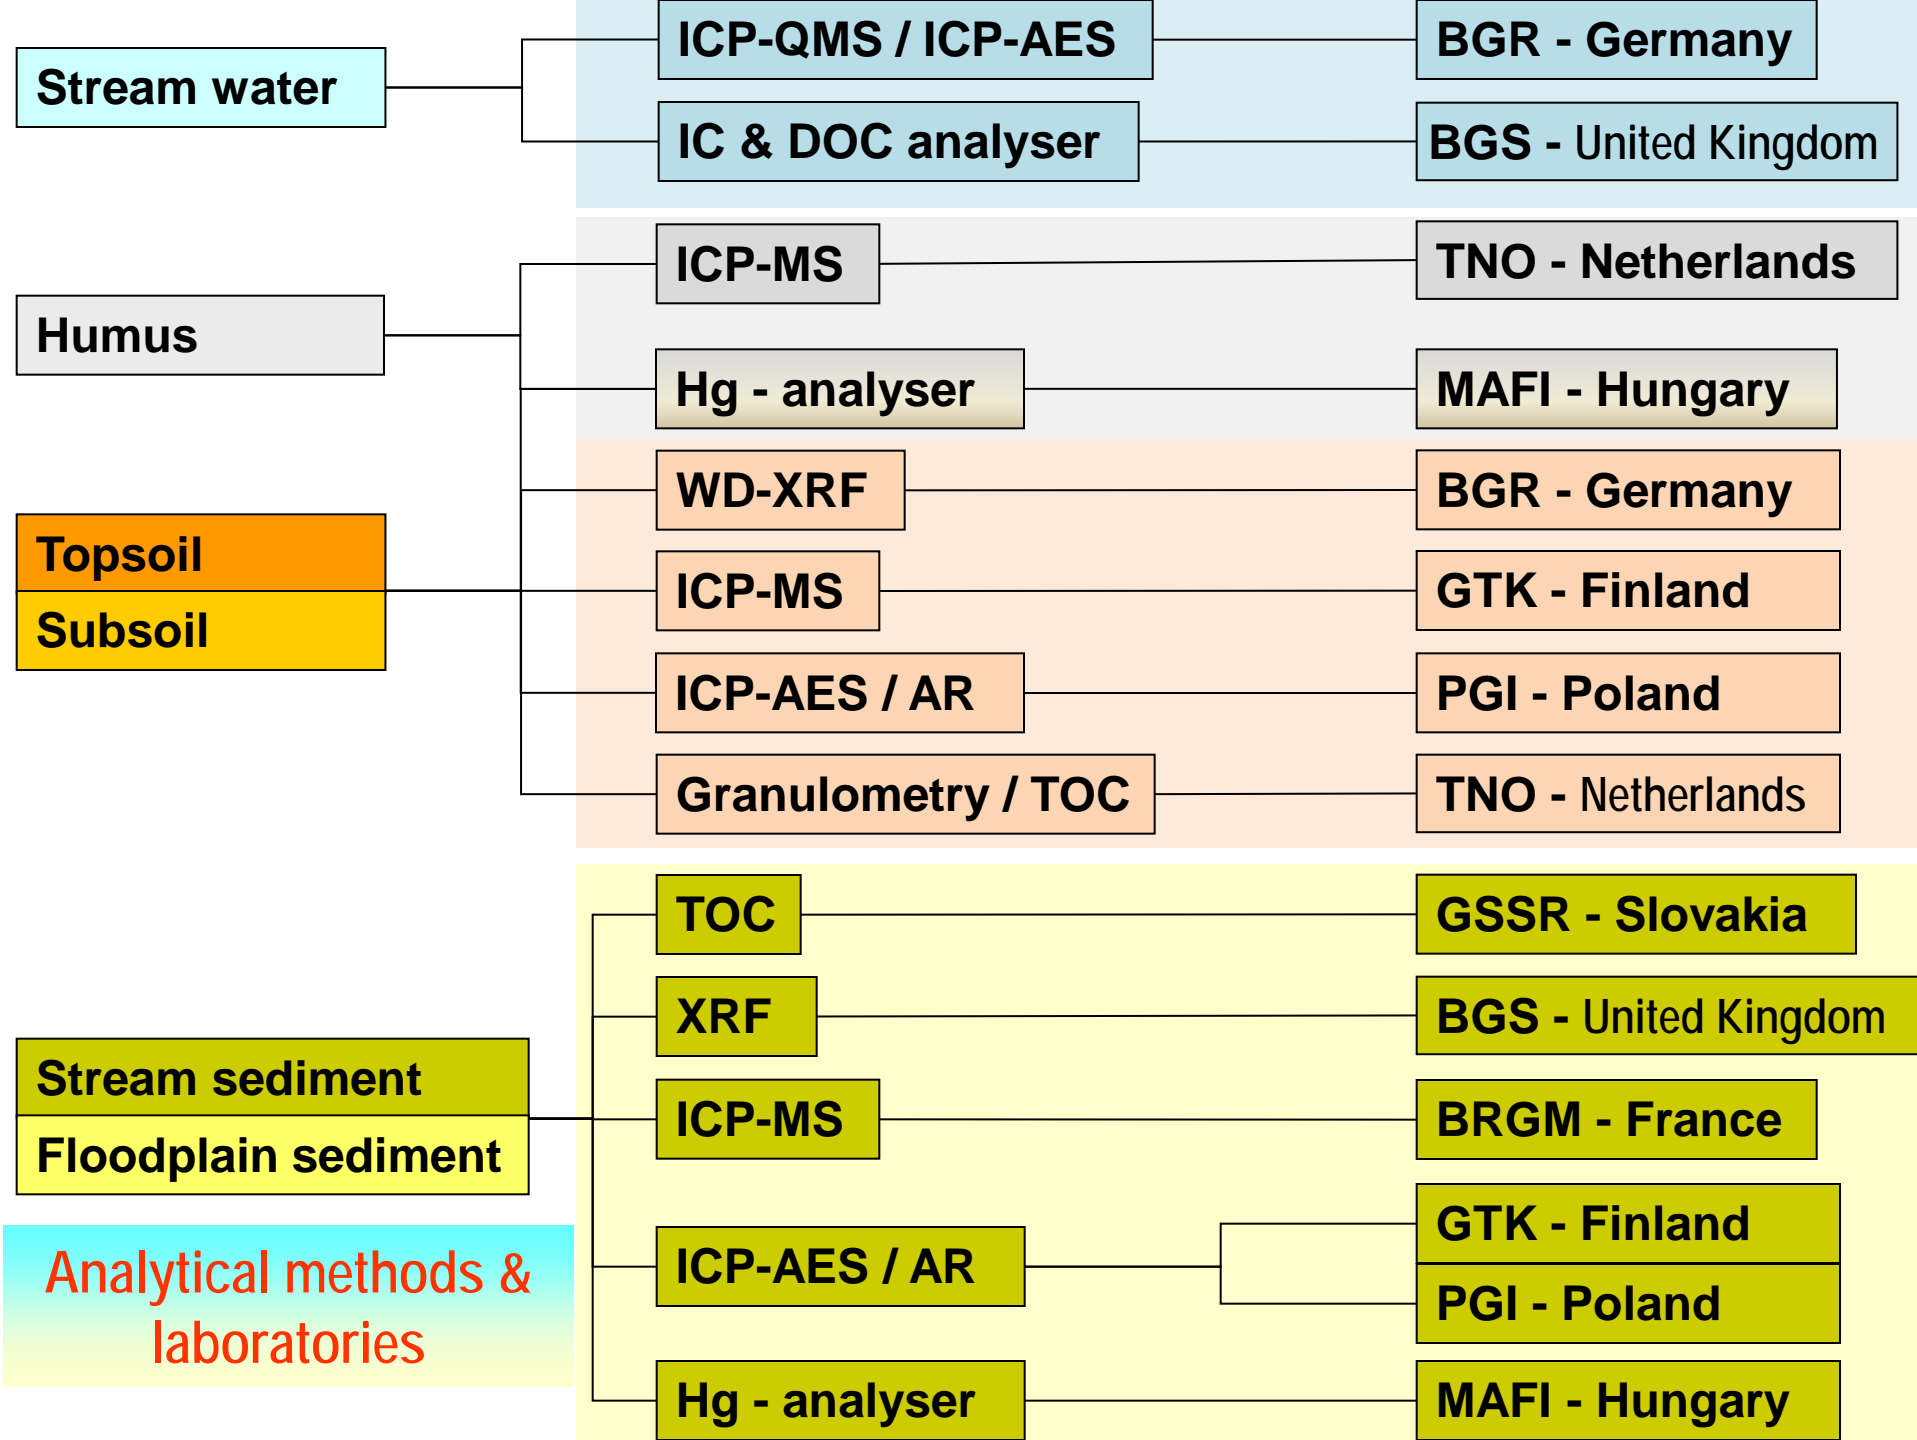 Stream water
ICP-QMS / ICP-AES
BGR - Germany
IC & DOC analyser
BGS - United Kingdom
Humus
ICP-MS
TNO - Netherlands
Hg - analyser
MAFI - Hungary
Topsoil
Subsoil
WD-XRF
BGR - Germany
ICP-MS
GTK - Finland
ICP-AES / AR
PGI - Poland
Granulometry / TOC
TNO - Netherlands
Stream sediment
Floodplain sediment
TOC
GSSR - Slovakia
XRF
BGS - United Kingdom
ICP-MS
BRGM - France
ICP-AES / AR
GTK - Finland
PGI - Poland
Hg - analyser
MAFI - Hungary
Analytical methods &
laboratories